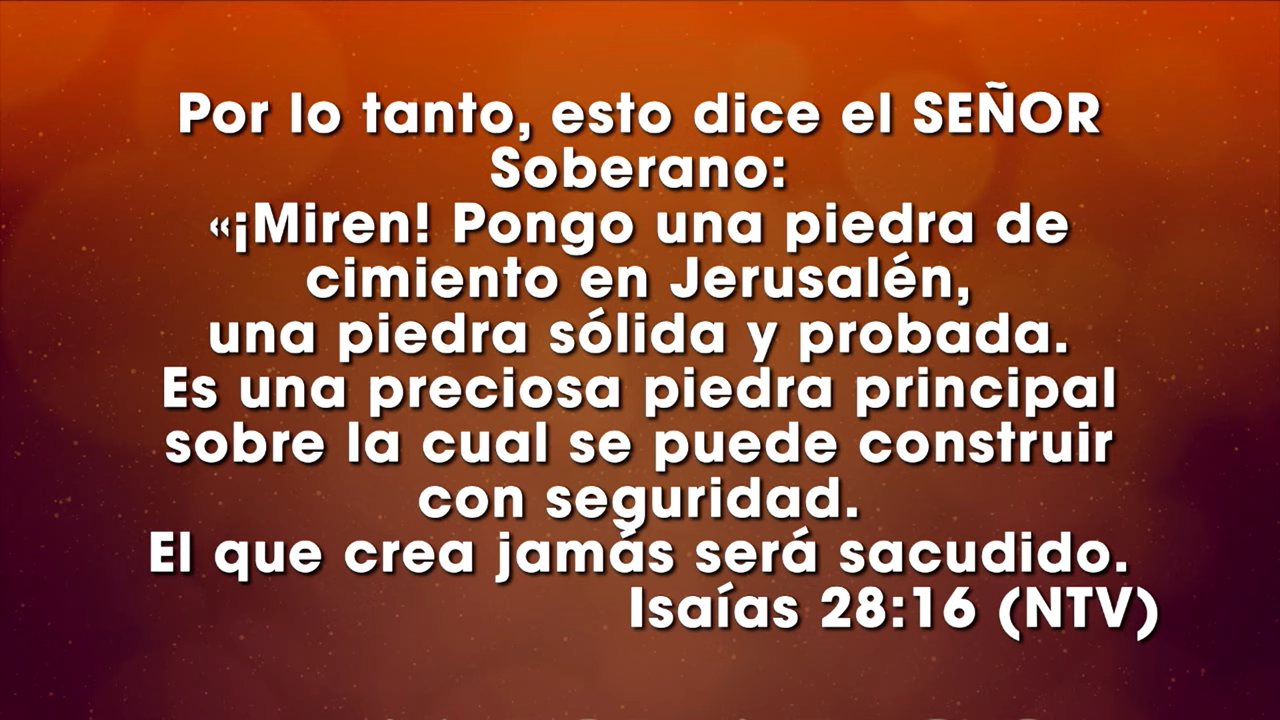 Por lo tanto, esto dice el SEÑOR
Soberano:
«¡Miren! Pongo una piedra de
cimiento en Jerusalén,
una piedra sólida y probada.
Es una preciosa piedra principal
sobre la cual se puede construir
con seguridad.
El que crea jamás será sacudido.
Isaías 28:16 (NTV)